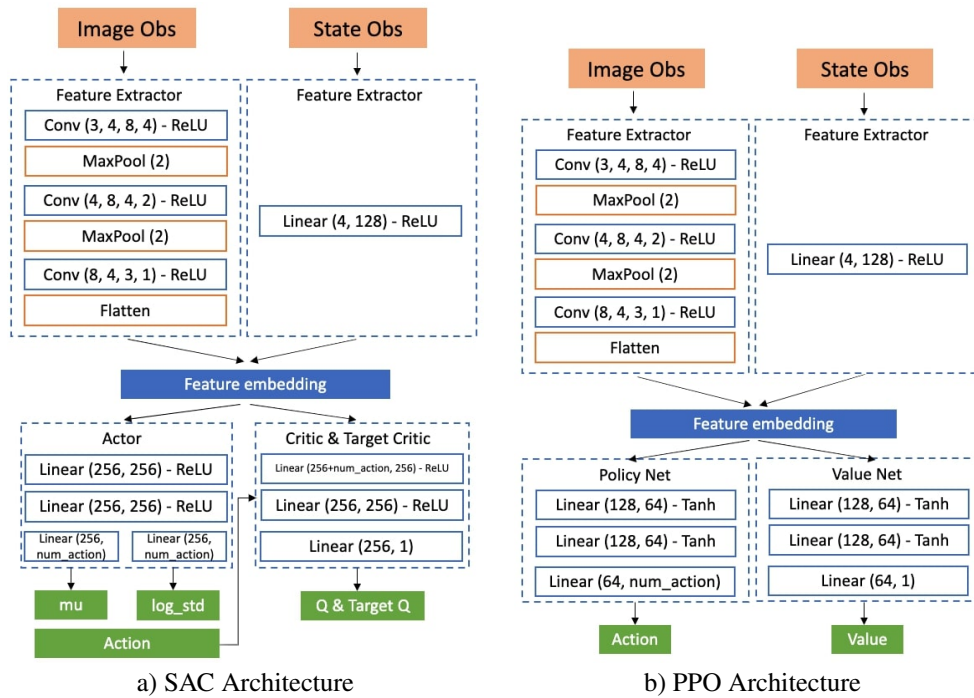 Image Obs
State Obs
Feature Extractor
Conv (3, 4, 8, 4) - ReLU
MaxPool (2)
Conv (4, 8, 4, 2) - ReLU
MaxPool (2)
Conv (8, 4, 3, 1) - ReLU
Flatten
Feature Extractor
Linear (4, 128) - ReLU
Feature embedding
Actor
Linear (256, 256) - ReLU
Linear (256, 256) - ReLU
Linear (256,
num_action)
Linear (256,
num_action)
mu
log_std
Action
Critic & Target Critic
Linear (256+num_action, 256) - ReLU
Linear (256, 256) - ReLU
Linear (256, 1)
Q & Target Q
a) SAC Architecture
Image Obs
State Obs
Feature Extractor
Conv (3, 4, 8, 4) - ReLU
MaxPool (2)
Conv (4, 8, 4, 2) - ReLU
MaxPool (2)
Conv (8, 4, 3, 1) - ReLU
Flatten
Feature Extractor
Linear (4, 128) - ReLU
Feature embedding
Policy Net
Linear (128, 64) - Tanh
Linear (128, 64) - Tanh
Linear (64, num_action)
Action
Value Net
Linear (128, 64) - Tanh
Linear (128, 64) - Tanh
Linear (64, 1)
Value
b) PPO Architecture